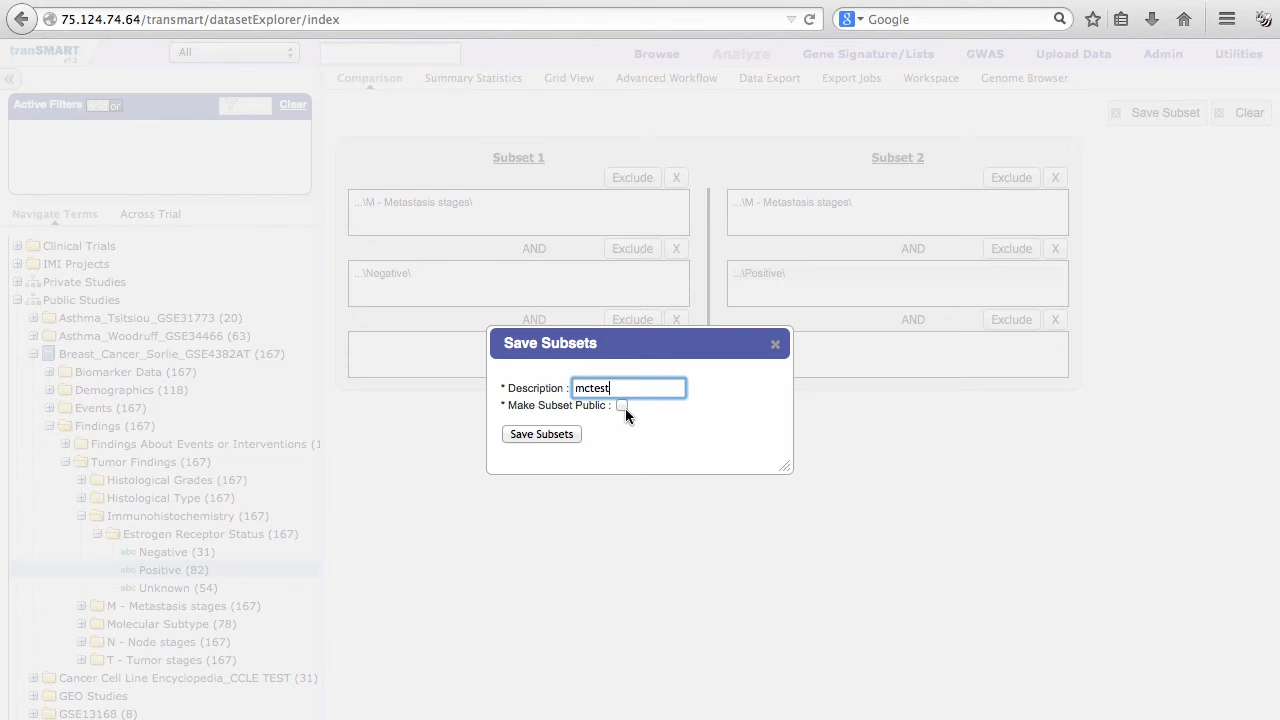 75.124.74.64/transmart/datasetExplorer/index
Google
tranSMART
v1.2
All
Browse Analyze Gene Signature/Lists GWAS Upload Data Admin Utilities
Comparison Summary Statistics Grid View Advanced Workflow Data Export Export Jobs Workspace Genome Browser
Active Filters and or Clear
Save Subset Clear
Subset 1
Exclude X
...\M - Metastasis stages\
AND Exclude X
...\Negative\
AND Exclude X
Subset 2
Exclude X
...\M - Metastasis stages\
AND Exclude X
...\Positive\
AND Exclude X
Navigate Terms Across Trial
Clinical Trials
IMI Projects
Private Studies
Public Studies
Asthma_Tsitsiou_GSE31773 (20)
Asthma_Woodruff_GSE34466 (63)
Breast_Cancer_Sorlie_GSE4382AT (167)
Biomarker Data (167)
Demographics (118)
Events (167)
Findings (167)
Findings About Events or Interventions (1
Tumor Findings (167)
Histological Grades (167)
Histological Type (167)
Immunohistochemistry (167)
Estrogen Receptor Status (167)
abc Negative (31)
abc Positive (82)
abc Unknown (54)
M - Metastasis stages (167)
Molecular Subtype (78)
N - Node stages (167)
T - Tumor stages (167)
Cancer Cell Line Encyclopedia_CCLE TEST (31)
GEO Studies
GSE13168 (8)
Save Subsets
* Description : mctest
* Make Subset Public :
Save Subsets